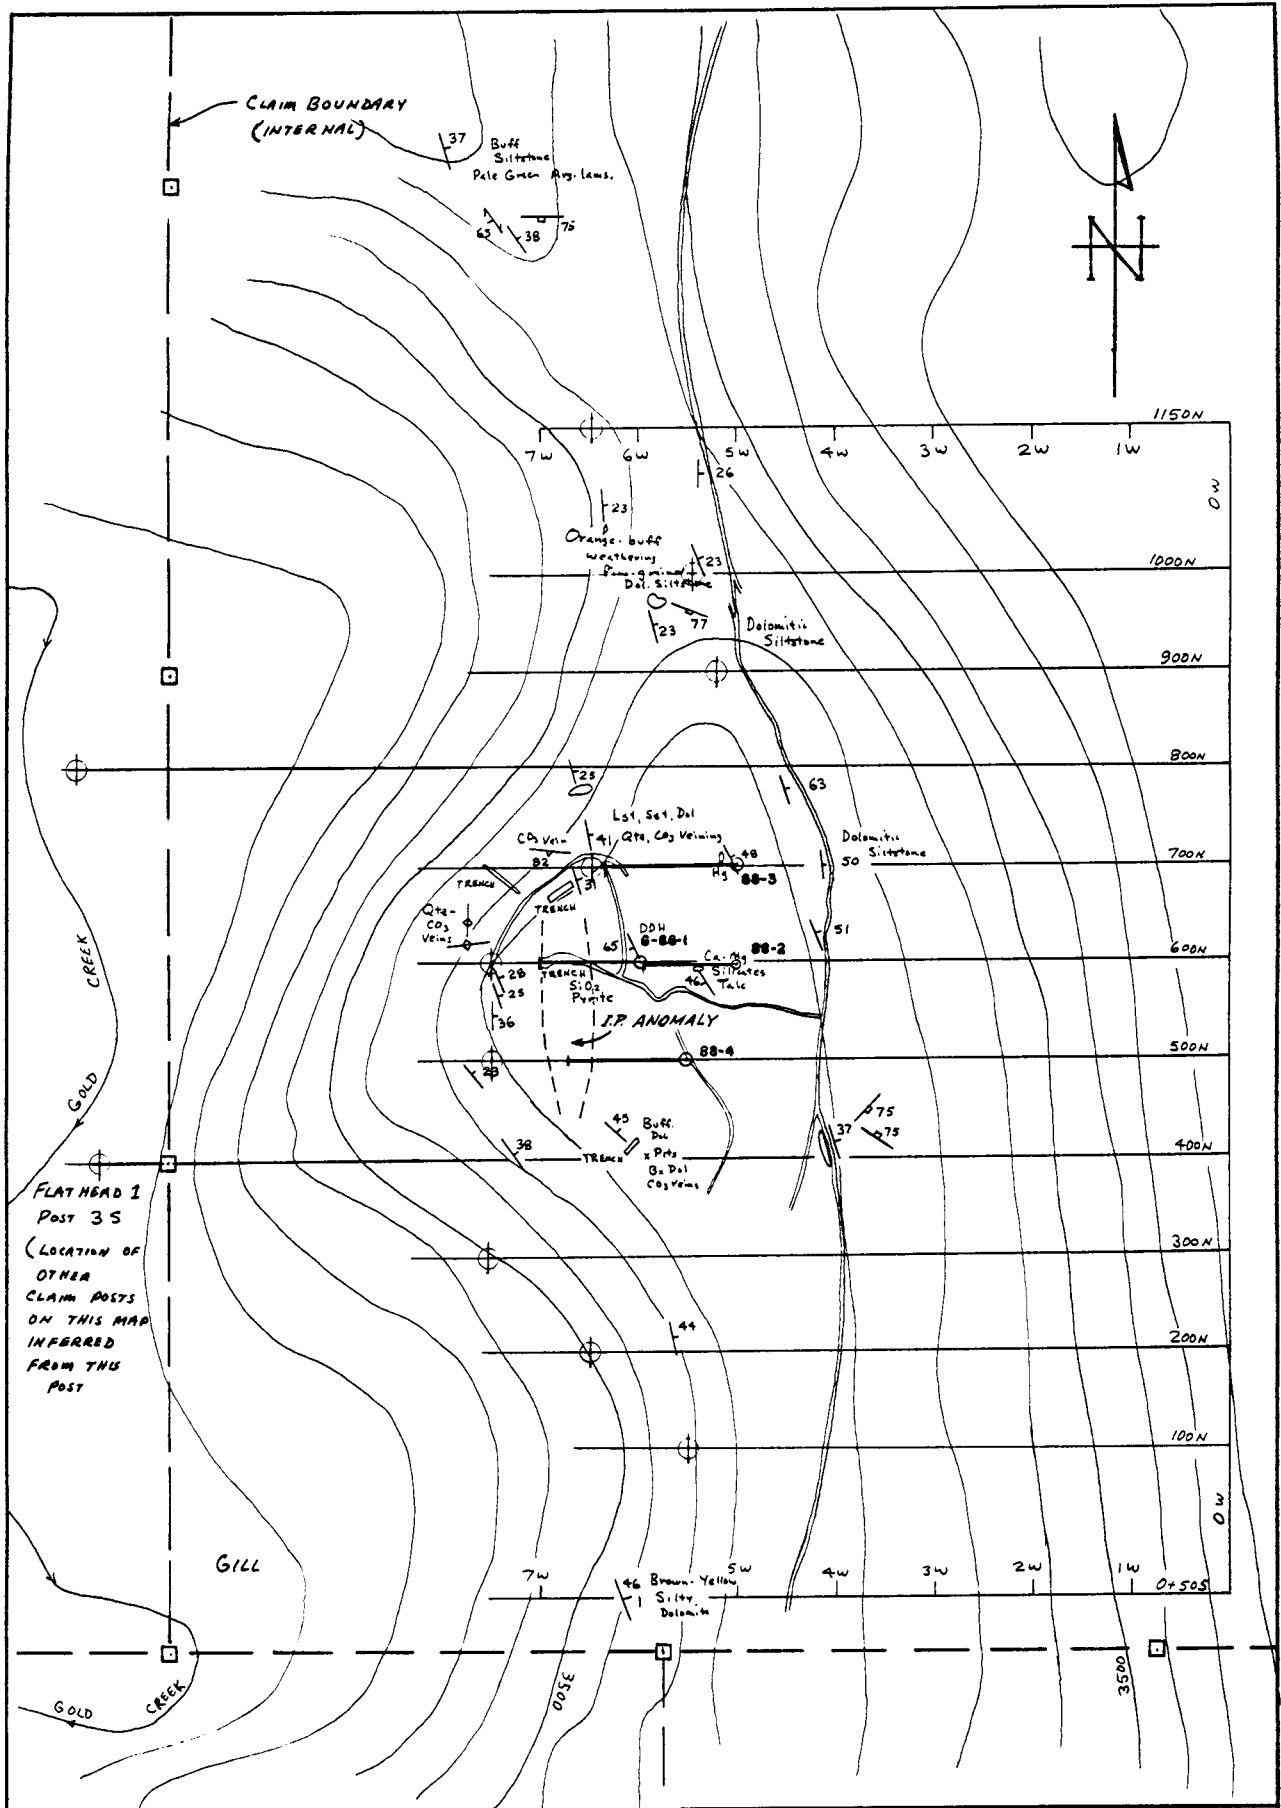 CLAIM BOUNDARY
(INTERNAL)
37
Buff
Siltstone
Pale Green Arg. lams.
63
38
75
N
1150N
7W
6W
5W
4W
3W
2W
1W
0W
26
23
Orange-buff
weathering
fine-grained
Dol. Siltstone
23
1000N
23
77
Dolomitic
Siltstone
900N
800N
25
63
Lst, Sst, Dol
Qtz, CO3 Veining
CO3 Vein
41
82
48
Hg
88-3
Dolomitic
Siltstone
50
700N
TRENCH
TRENCH
Qtz-
CO3
Veins
DDH
65
88-2
51
600N
28
25
36
TRENCH
SiO2
Pyrite
Ca-Mg
Silicates
Talc
46
I.P. ANOMALY
88-4
500N
45
Buff
Dol
x Pits
Bx Dol
CO3 Veins
TRENCH
38
37
75
75
400N
GOLD
CREEK
FLATHEAD 1
POST 3S
(LOCATION OF
OTHER
CLAIM POSTS
ON THIS MAP
INFERRED
FROM THIS
POST
300N
44
200N
100N
0W
GILL
7W
5W
4W
3W
2W
1W
0+50S
46
Brown-Yellow
Silty
Dolomite
3500
3500
GOLD
CREEK